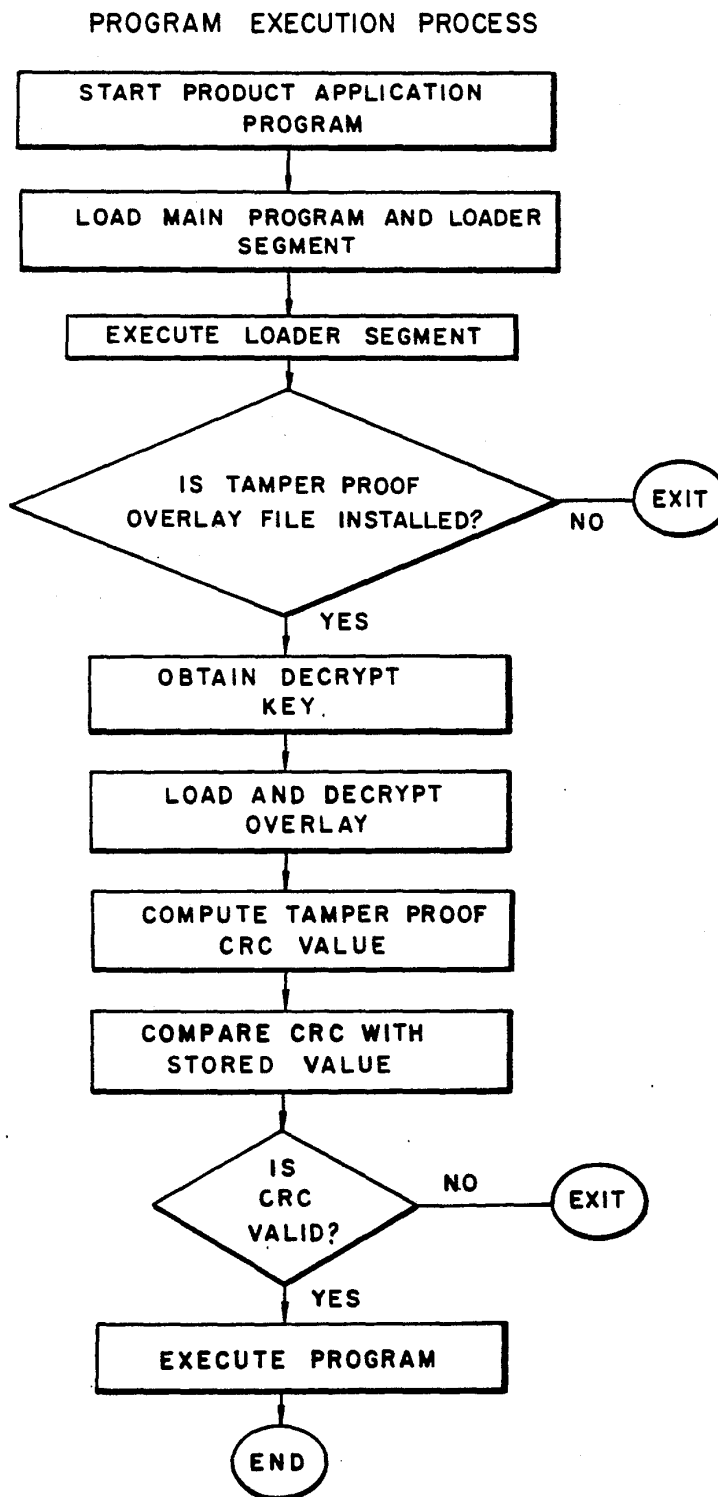 PROGRAM EXECUTION PROCESS
START PRODUCT APPLICATION
PROGRAM
LOAD MAIN PROGRAM AND LOADER
SEGMENT
EXECUTE LOADER SEGMENT
IS TAMPER PROOF
OVERLAY FILE INSTALLED?
NO
EXIT
YES
OBTAIN DECRYPT
KEY.
LOAD AND DECRYPT
OVERLAY
COMPUTE TAMPER PROOF
CRC VALUE
COMPARE CRC WITH
STORED VALUE
IS
CRC
VALID?
NO
EXIT
YES
EXECUTE PROGRAM
END